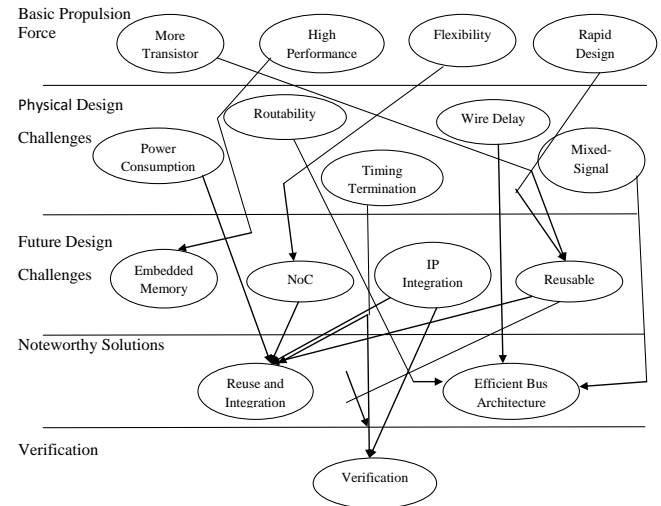 Basic Propulsion
Force
More
Transistor
High
Performance
Flexibility
Rapid
Design
Physical Design
Challenges
Routability
Wire Delay
Power
Consumption
Timing
Termination
Mixed-
Signal
Future Design
Challenges
Embedded
Memory
NoC
IP
Integration
Reusable
Noteworthy Solutions
Reuse and
Integration
Efficient Bus
Architecture
Verification
Verification